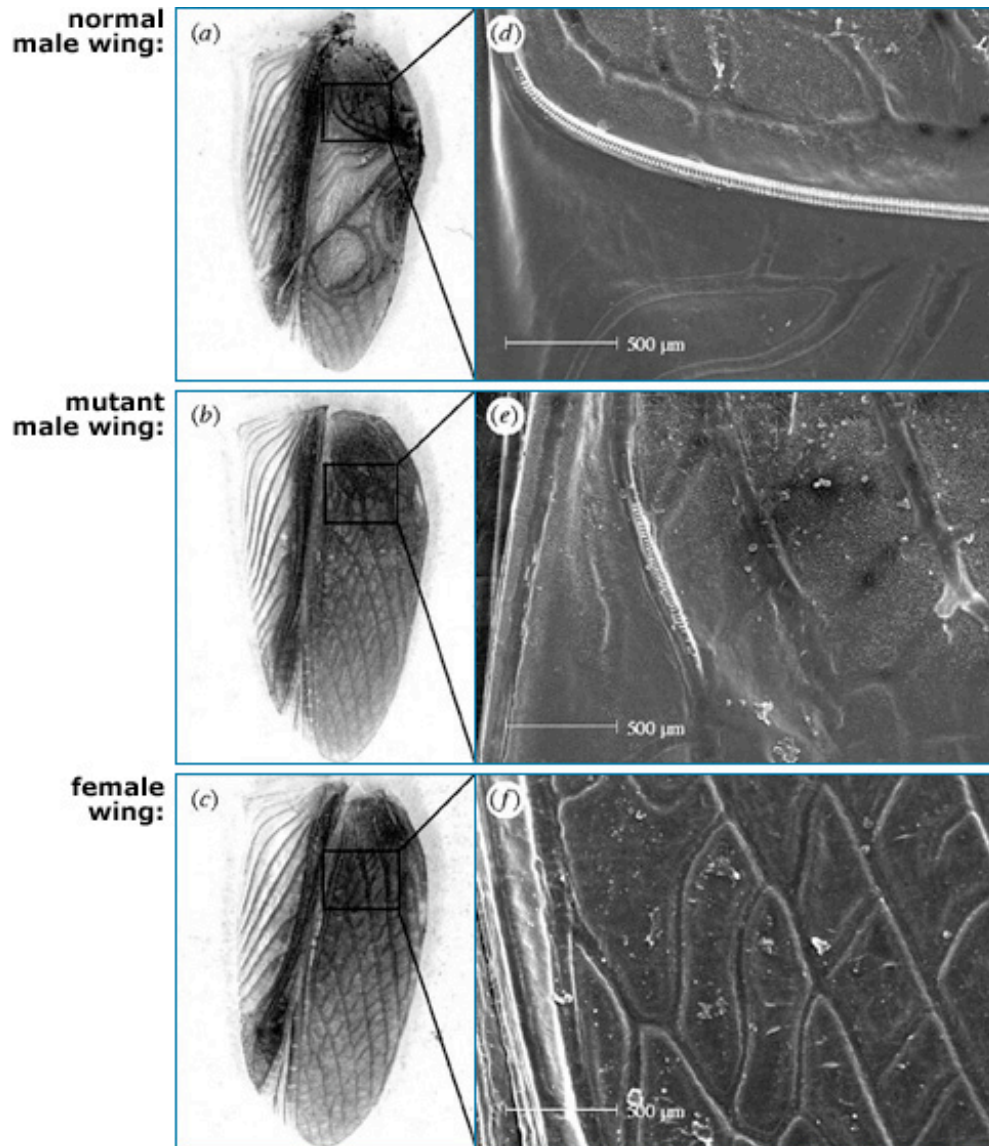 normal
male wing:
(a)
(d)
500 µm
mutant
male wing:
(b)
(e)
500 µm
female
wing:
(c)
(f)
500 µm